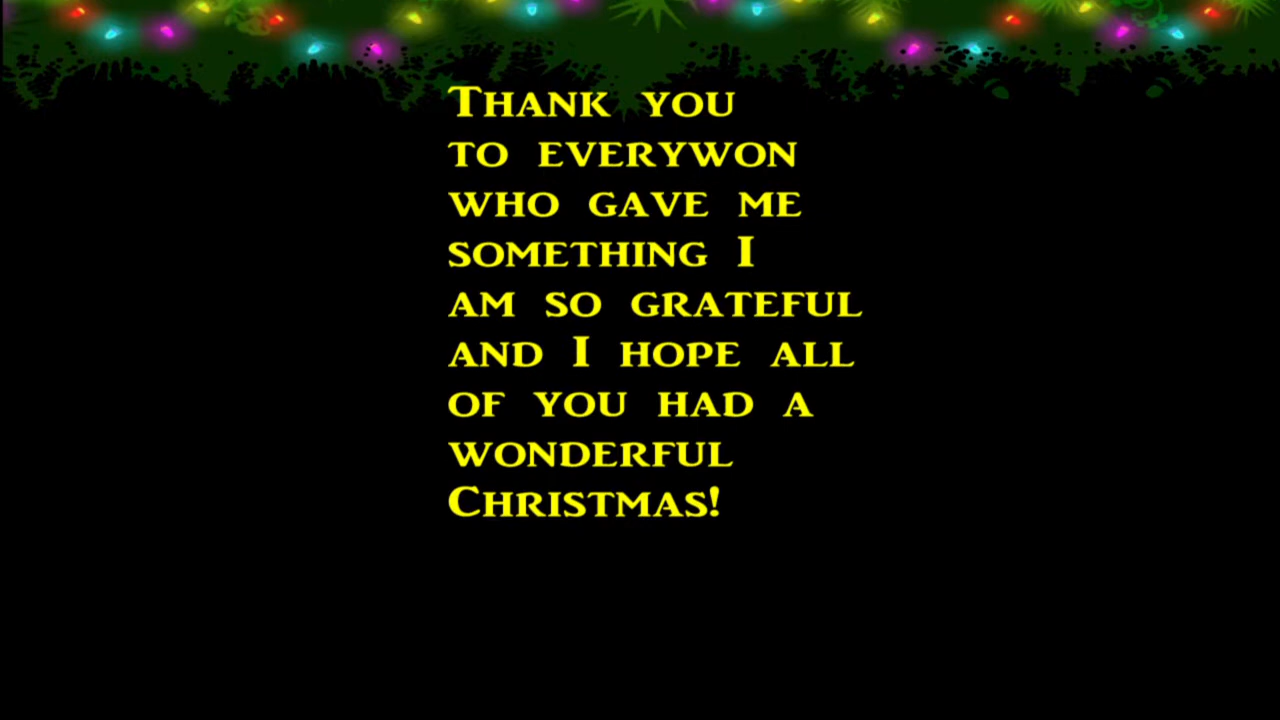 Thank you
to everywon
who gave me
something I
am so grateful
and I hope all
of you had a
wonderful
Christmas!